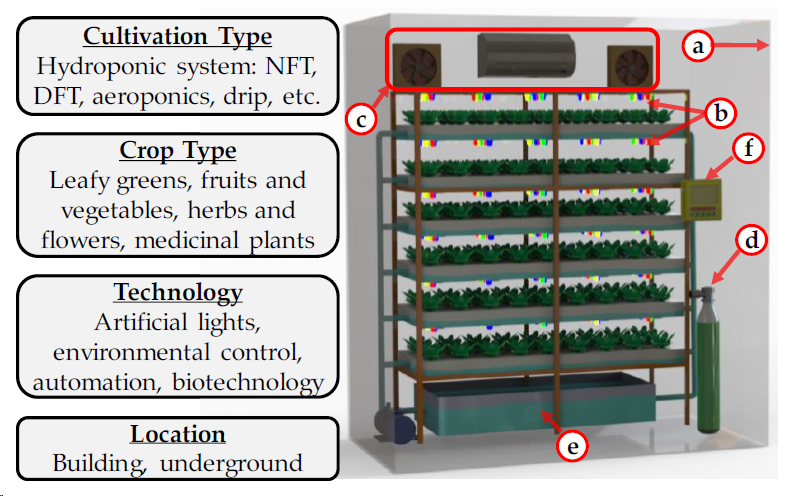 Cultivation Type
Hydroponic system: NFT,
DFT, aeroponics, drip, etc.
Crop Type
Leafy greens, fruits and
vegetables, herbs and
flowers, medicinal plants
Technology
Artificial lights,
environmental control,
automation, biotechnology
Location
Building, underground
a
b
c
f
d
e